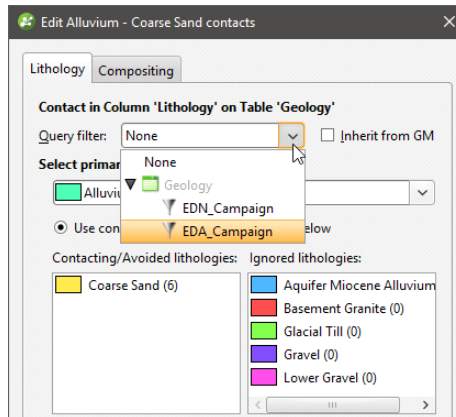 Edit Alluvium - Coarse Sand contacts
Lithology Compositing
Contact in Column 'Lithology' on Table 'Geology'
Query filter: None Inherit from GM
None
Select primar
Geology
Alluviu
EDN_Campaign
Use con EDA_Campaign elow
Contacting/Avoided lithologies: Ignored lithologies:
Coarse Sand (6) Aquifer Miocene Alluvium
Basement Granite (0)
Glacial Till (0)
Gravel (0)
Lower Gravel (0)